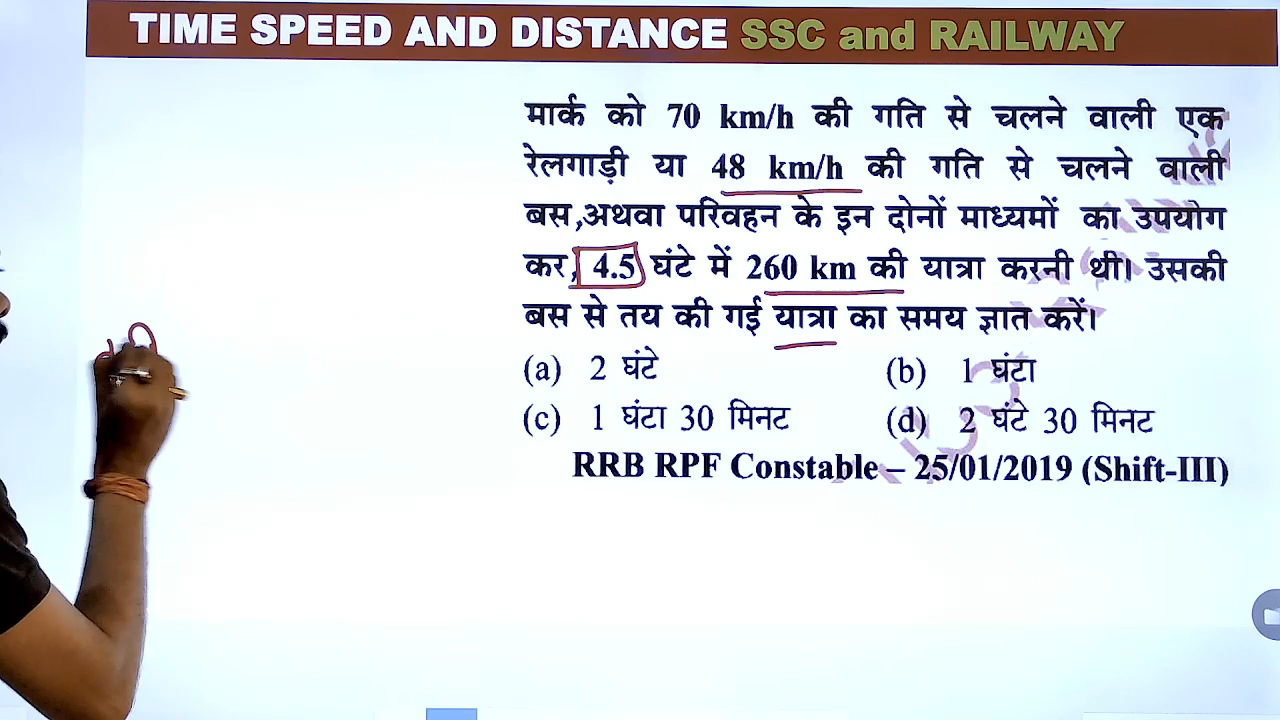 TIME SPEED AND DISTANCE SSC and RAILWAY
मार्क को 70 km/h की गति से चलने वाली एक
रेलगाड़ी या 48 km/h की गति से चलने वाली
बस,अथवा परिवहन के इन दोनों माध्यमों का उपयोग
कर, 4.5 घंटे में 260 km की यात्रा करनी थी। उसकी
बस से तय की गई यात्रा का समय ज्ञात करें।
(a) 2 घंटे (b) 1 घंटा
(c) 1 घंटा 30 मिनट (d) 2 घंटे 30 मिनट
RRB RPF Constable – 25/01/2019 (Shift-III)